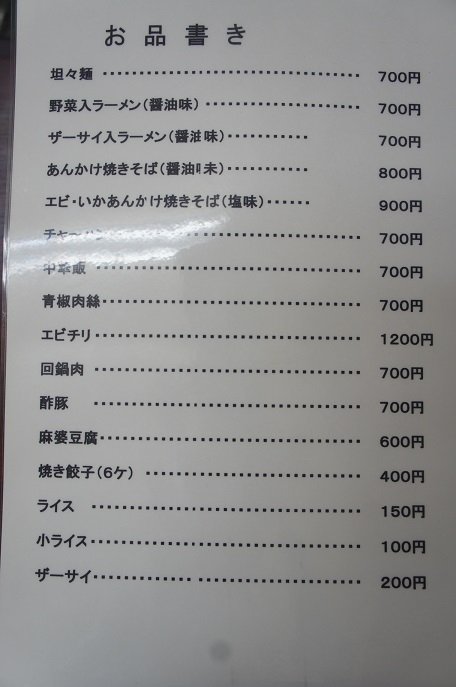 お品書き
坦々麺 ・・・・・・・・・・・・・・・・・・・・・・・・・・・・・・・・・・ 700円
野菜入ラーメン(醤油味) ・・・・・・・・・・・・・・・・・・・・・ 700円
ザーサイ入ラーメン(醤油味)・・・・・・・・・・・ 700円
あんかけ焼きそば(醤油味)・・・・・・・・・・・ 800円
エビ・いかあんかけ焼きそば(塩味)・・・・・・ 900円
チャーハン・・・・・・・・・・・・・・・・・・・・・・・・・・・・・・ 700円
中華飯 ・・・・・・・・・・・・・・・・・・・・・・・・・・・・・・・・・・ 700円
青椒肉絲・・・・・・・・・・・・・・・・・・・・・・・・・・・・・・・・・・ 700円
エビチリ・・・・・・・・・・・・・・・・・・・・・・・・・・・・・・・・・・・ 1200円
回鍋肉 ・・・・・・・・・・・・・・・・・・・・・・・・・・・・・・・・・・・ 700円
酢豚 ・・・・・・・・・・・・・・・・・・・・・・・・・・・・・・・・・・・ 700円
麻婆豆腐・・・・・・・・・・・・・・・・・・・・・・・・・・・・・・・・・・ 600円
焼き餃子(6ケ) ・・・・・・・・・・・・・・・・・・・・・・・・・・・・ 400円
ライス ・・・・・・・・・・・・・・・・・・・・・・・・・・・・・・・・・・・ 150円
小ライス・・・・・・・・・・・・・・・・・・・・・・・・・・・・・・・・・・・ 100円
ザーサイ・・・・・・・・・・・・・ ・・・・・・・・・・・・・・・・・・・・・ 200円